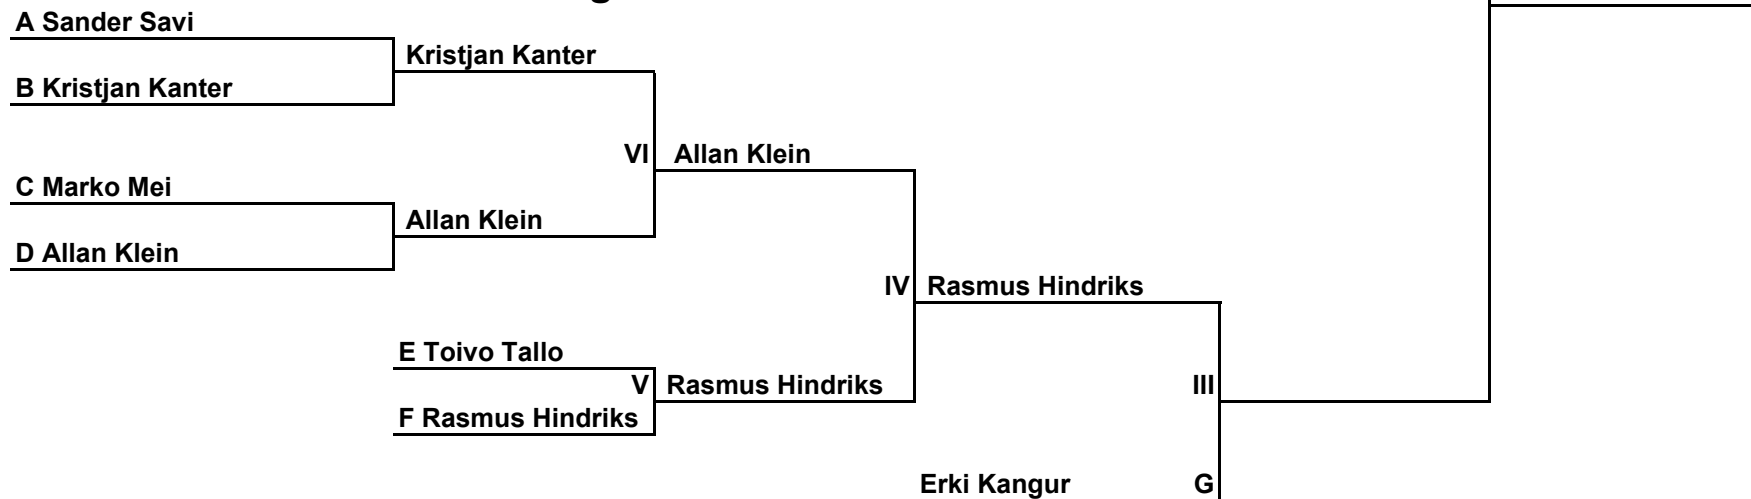 A Sander Savi
Kristjan Kanter
B Kristjan Kanter
VI Allan Klein
C Marko Mei
Allan Klein
D Allan Klein
IV Rasmus Hindriks
E Toivo Tallo
V Rasmus Hindriks III
F Rasmus Hindriks
Erki Kangur G